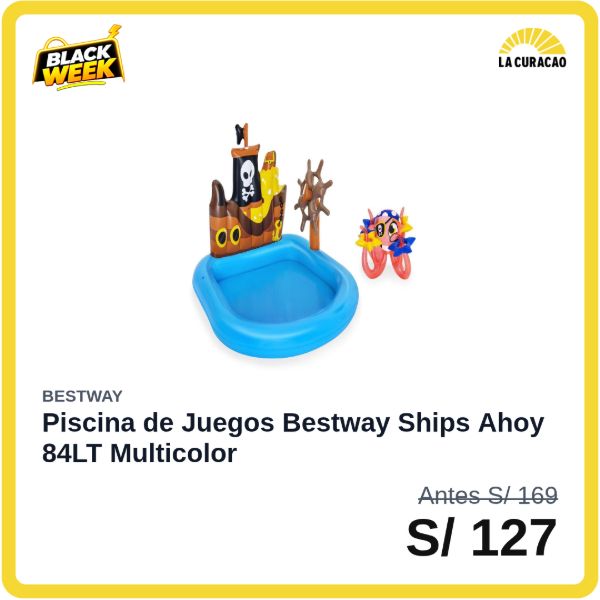 BLACK
WEEK
LA CURACAO
BESTWAY
Piscina de Juegos Bestway Ships Ahoy
84LT Multicolor
Antes S/ 169
S/ 127